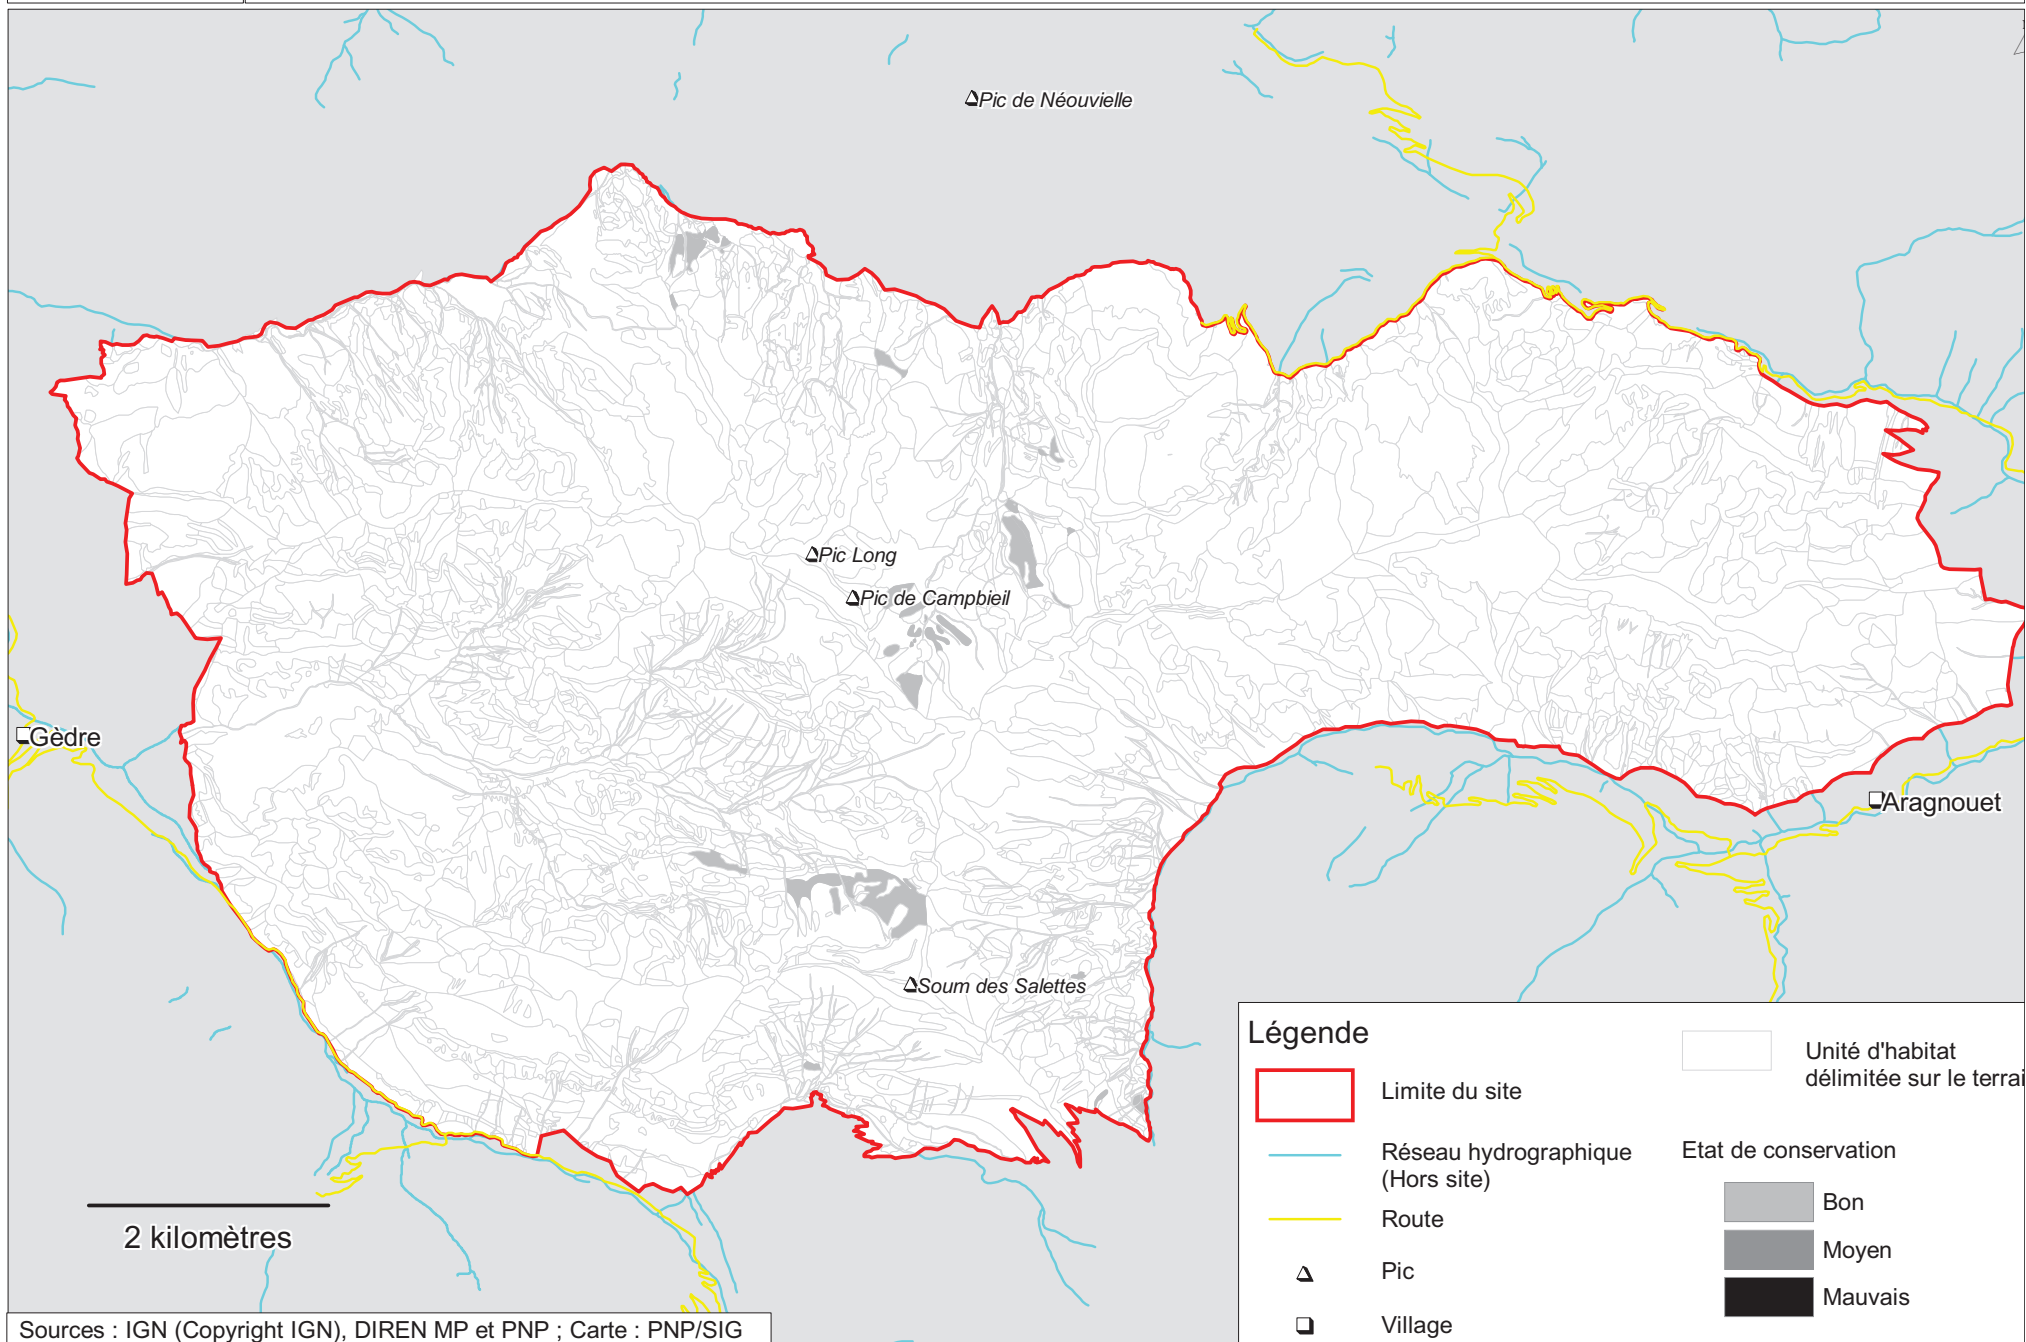 Pic de Néouvielle
Pic Long
Pic de Campbieil
Gèdre
Aragnouet
Soum des Salettes
2 kilomètres
Légende
Limite du site
Réseau hydrographique
(Hors site)
Route
Pic
Village
Unité d'habitat
délimitée sur le terrai
Etat de conservation
Bon
Moyen
Mauvais
Sources : IGN (Copyright IGN), DIREN MP et PNP ; Carte : PNP/SIG